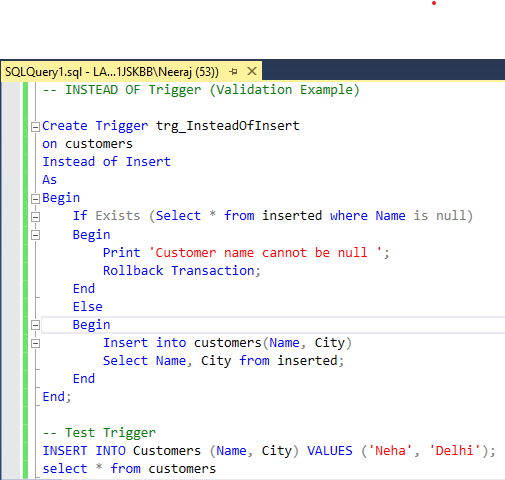 SQLQuery1.sql - LA...1JSKBB\Neeraj (53))
-- INSTEAD OF Trigger (Validation Example)
Create Trigger trg_InsteadOfInsert
on customers
Instead of Insert
As
Begin
If Exists (Select * from inserted where Name is null)
Begin
Print 'Customer name cannot be null ';
Rollback Transaction;
End
Else
Begin
Insert into customers(Name, City)
Select Name, City from inserted;
End
End;
-- Test Trigger
INSERT INTO Customers (Name, City) VALUES ('Neha', 'Delhi');
select * from customers